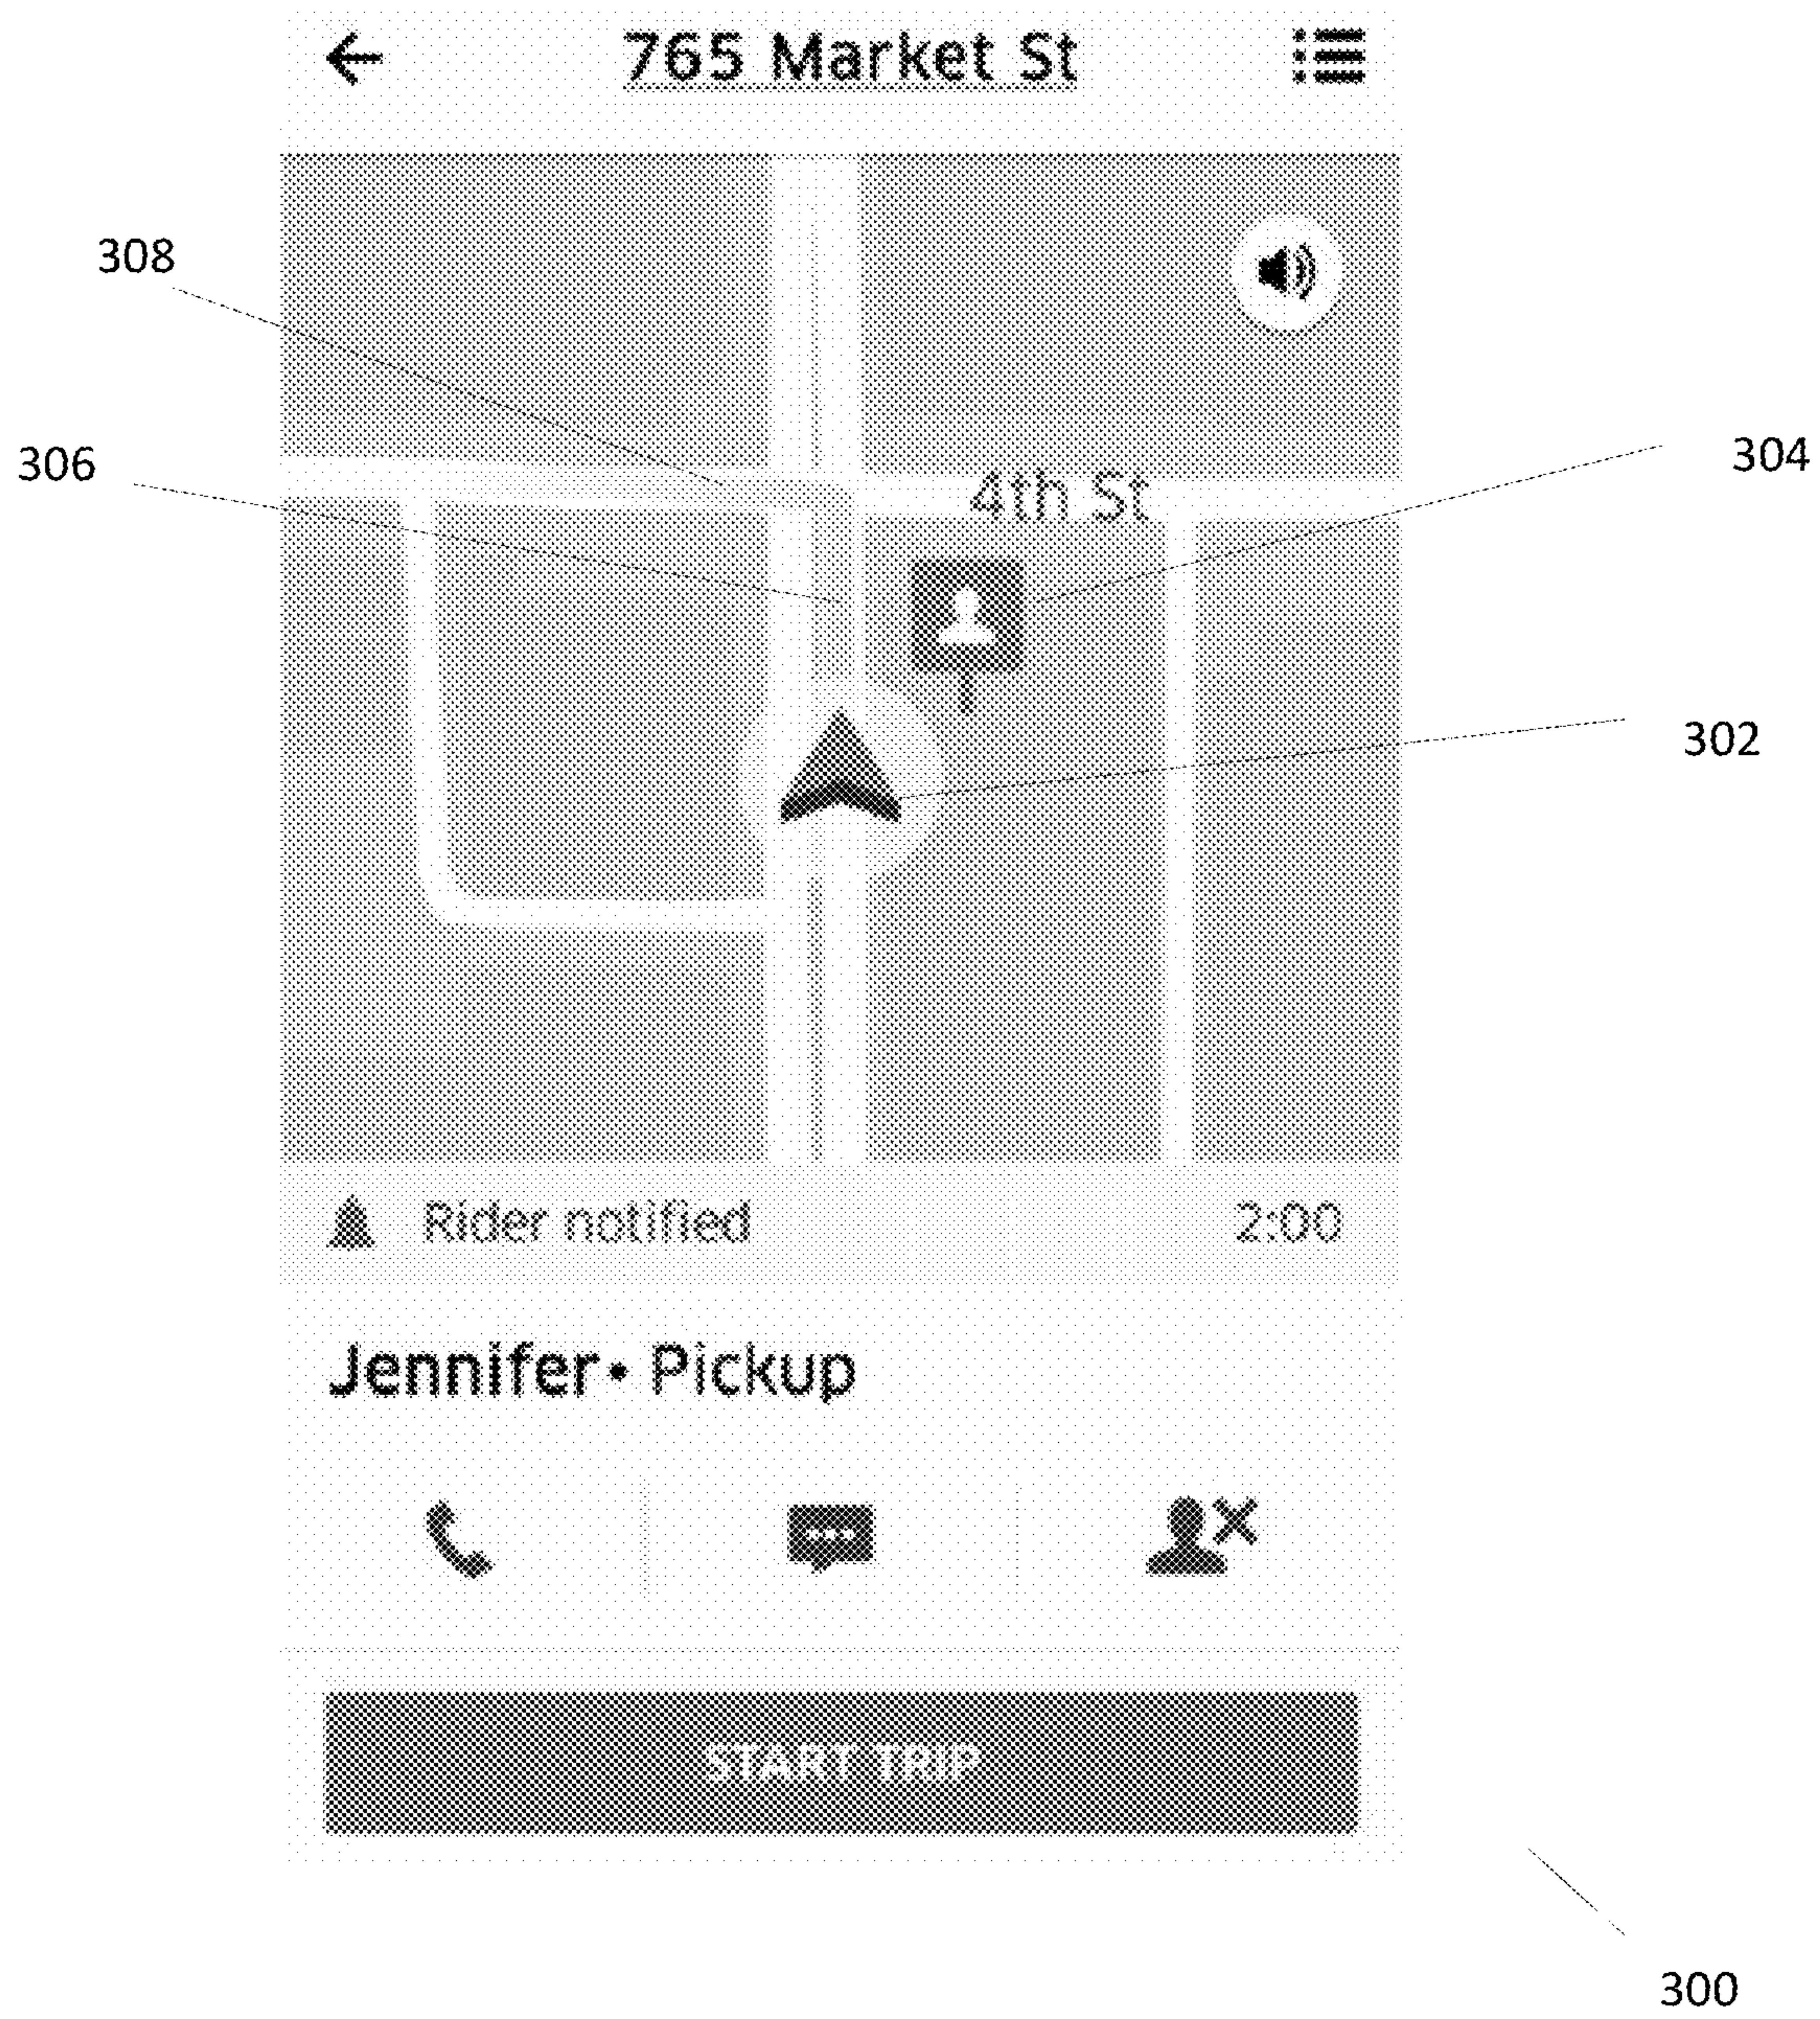 765 Market St
308
306
4th St
304
302
Rider notified 2:00
Jennifer • Pickup
START TRIP
300